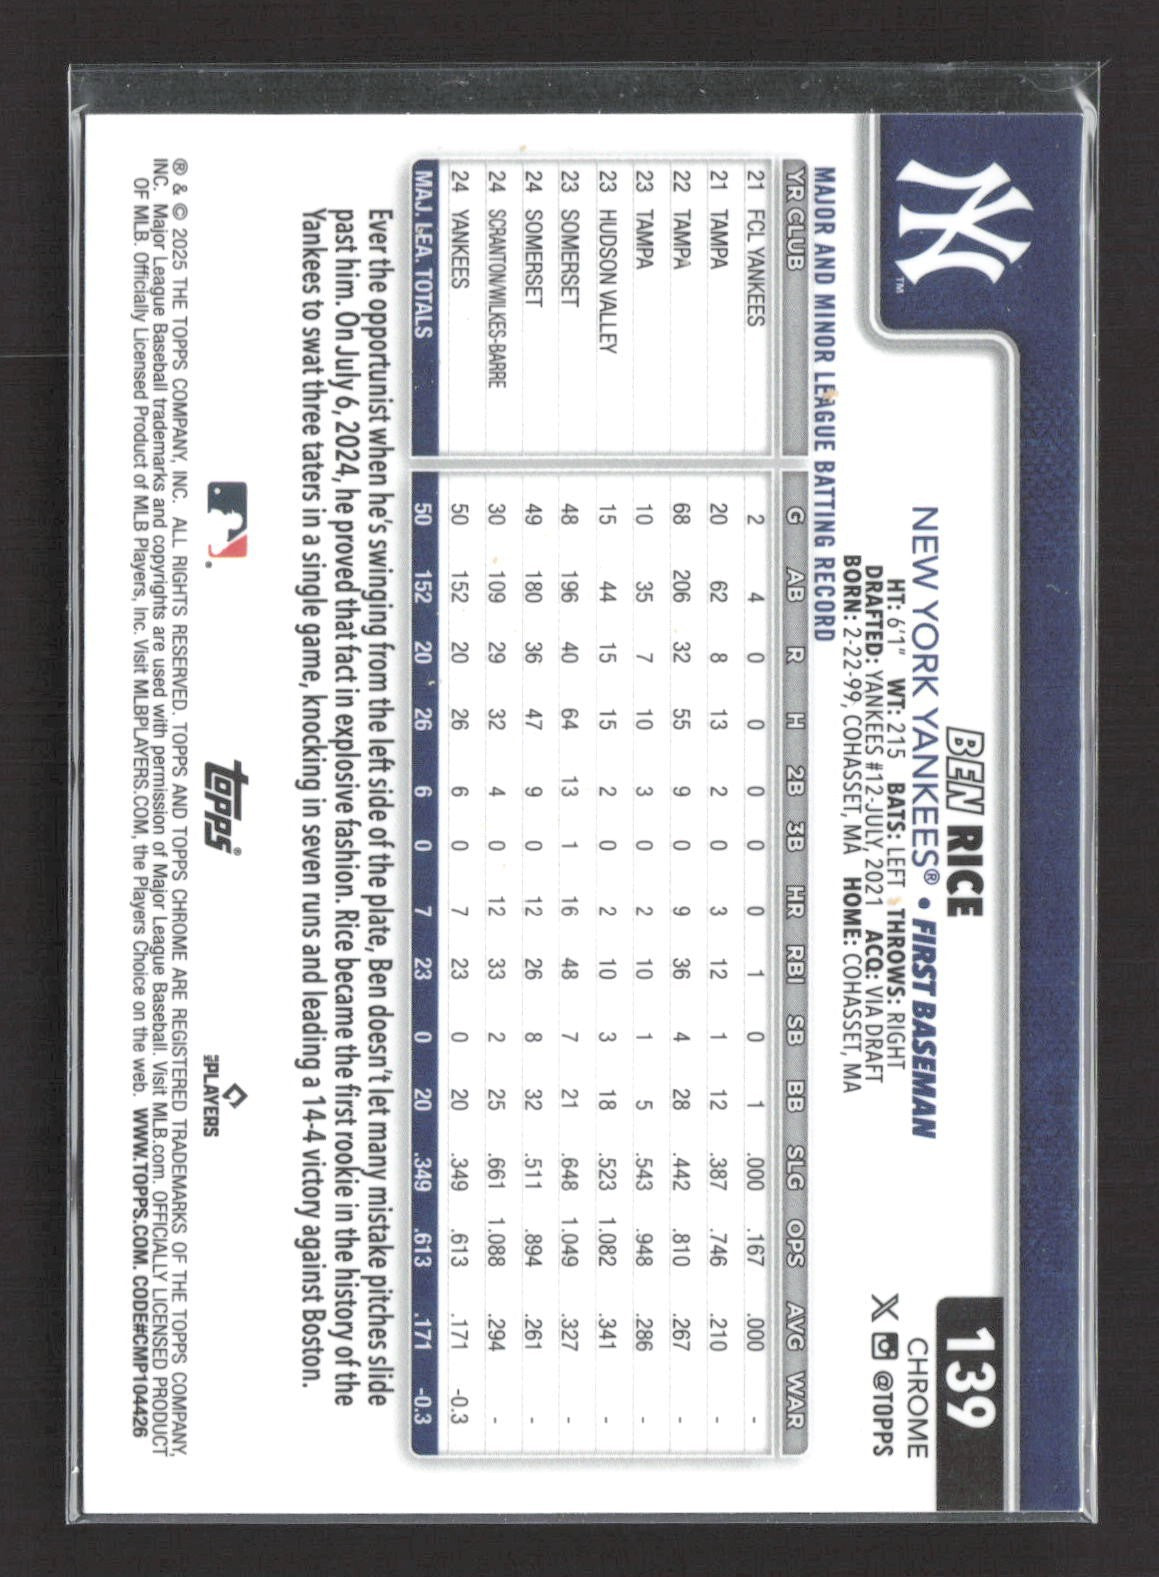 NY
TM
BEN RICE
NEW YORK YANKEES® • FIRST BASEMAN
HT: 6'1" WT: 215 BATS: LEFT THROWS: RIGHT
DRAFTED: YANKEES #12-JULY, 2021 ACQ: VIA DRAFT
BORN: 2-22-99, COHASSET, MA HOME: COHASSET, MA
139
CHROME
@TOPPS
MAJOR AND MINOR LEAGUE BATTING RECORD
YR CLUB G AB R H 2B 3B HR RBI SB BB SLG OPS AVG WAR
21 FCL YANKEES 2 4 0 0 0 0 0 1 0 1 .000 .167 .000 -
21 TAMPA 20 62 8 13 2 0 3 12 1 12 .387 .746 .210 -
22 TAMPA 68 206 32 55 9 0 9 36 4 28 .442 .810 .267 -
23 TAMPA 10 35 7 10 3 0 2 10 1 5 .543 .948 .286 -
23 HUDSON VALLEY 15 44 15 15 2 0 2 10 3 18 .523 1.082 .341 -
23 SOMERSET 48 196 40 64 13 1 16 48 7 21 .648 1.049 .327 -
24 SOMERSET 49 180 36 47 9 0 12 26 8 32 .511 .894 .261 -
24 SCRANTON/WILKES-BARRE 30 109 29 32 4 0 12 33 2 25 .661 1.088 .294 -
24 YANKEES 50 152 20 26 6 0 7 23 0 20 .349 .613 .171 -0.3
MAJ. LEA. TOTALS 50 152 20 26 6 0 7 23 0 20 .349 .613 .171 -0.3
Ever the opportunist when he's swinging from the left side of the plate, Ben doesn't let many mistake pitches slide
past him. On July 6, 2024, he proved that fact in explosive fashion. Rice became the first rookie in the history of the
Yankees to swat three taters in a single game, knocking in seven runs and leading a 14-4 victory against Boston.
topps®
MLB PLAYERS
® & © 2025 THE TOPPS COMPANY, INC. ALL RIGHTS RESERVED. TOPPS AND TOPPS CHROME ARE REGISTERED TRADEMARKS OF THE TOPPS COMPANY,
INC. Major League Baseball trademarks and copyrights are used with permission of Major League Baseball. Visit MLB.com. OFFICIALLY LICENSED PRODUCT
OF MLB. Officially Licensed Product of MLB Players, Inc. Visit MLBPLAYERS.COM, the Players Choice on the web. WWW.TOPPS.COM. CODE#CMP104426